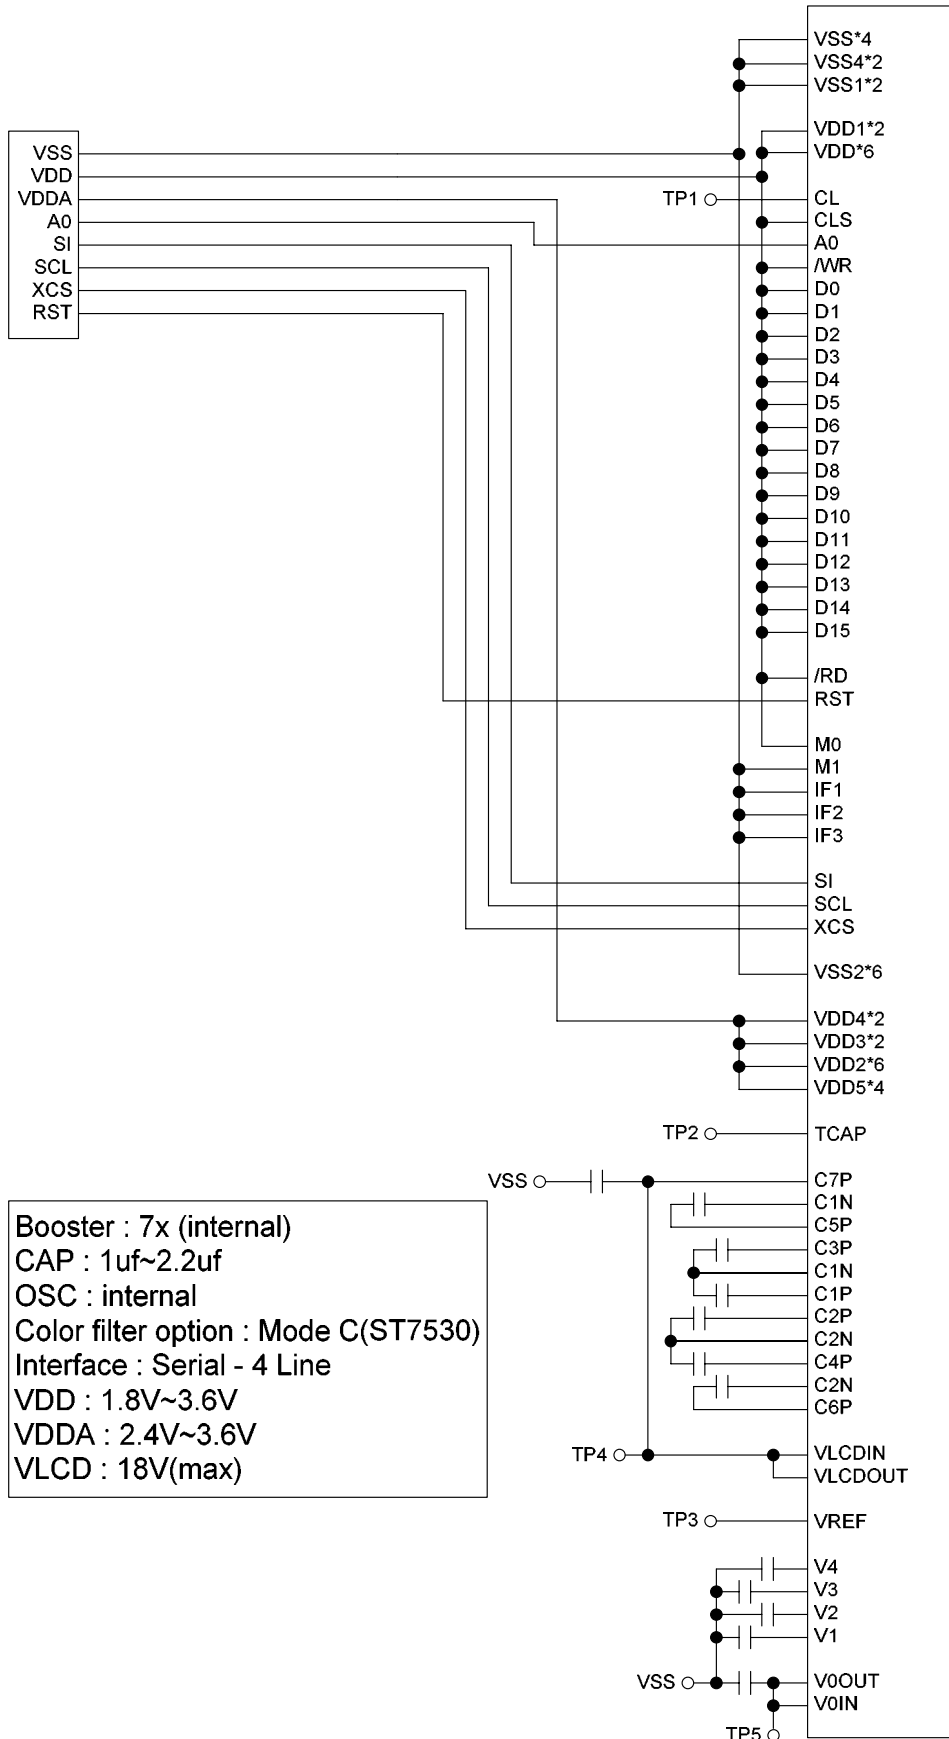 VSS
VDD
VDDA
A0
SI
SCL
XCS
RST
VSS*4
VSS4*2
VSS1*2
VDD1*2
VDD*6
TP1
CL
CLS
A0
/WR
D0
D1
D2
D3
D4
D5
D6
D7
D8
D9
D10
D11
D12
D13
D14
D15
/RD
RST
M0
M1
IF1
IF2
IF3
SI
SCL
XCS
VSS2*6
VDD4*2
VDD3*2
VDD2*6
VDD5*4
TP2
TCAP
VSS
C7P
C1N
C5P
C3P
C1N
C1P
C2P
C2N
C4P
C2N
C6P
TP4
VLCDIN
VLCDOUT
TP3
VREF
V4
V3
V2
V1
VSS
V0OUT
V0IN
TP5
Booster : 7x (internal)
CAP : 1uf~2.2uf
OSC : internal
Color filter option : Mode C(ST7530)
Interface : Serial - 4 Line
VDD : 1.8V~3.6V
VDDA : 2.4V~3.6V
VLCD : 18V(max)